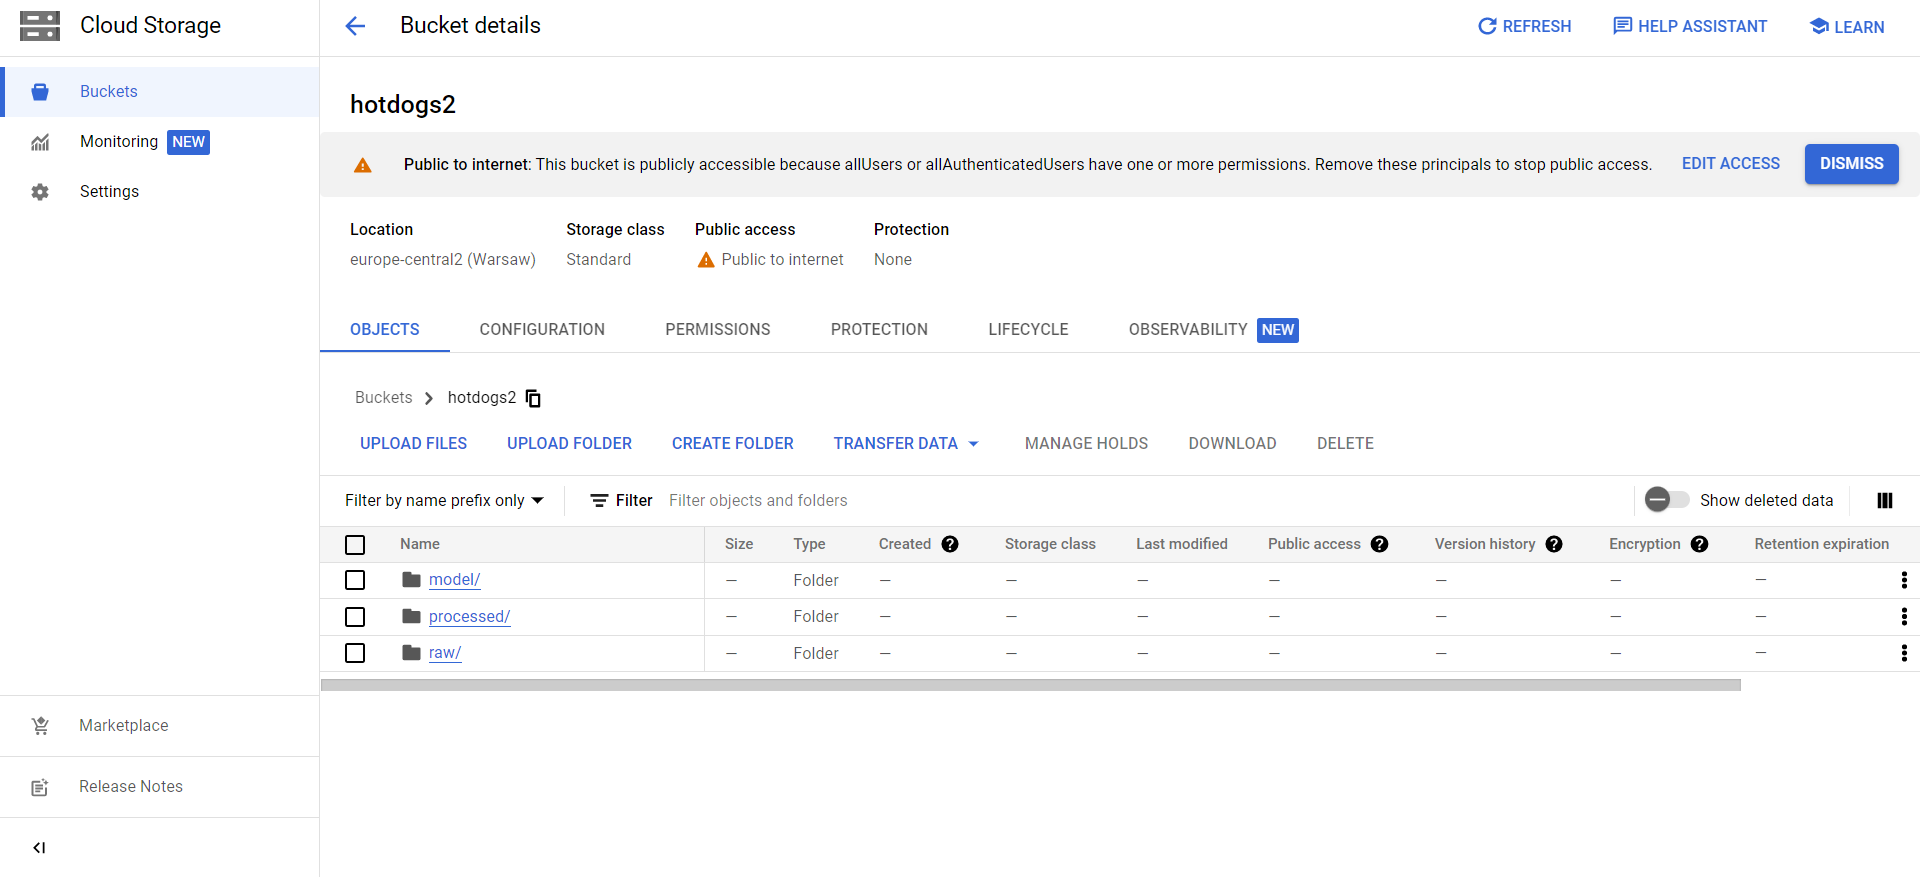 Cloud Storage
Bucket details
REFRESH
HELP ASSISTANT
LEARN
Buckets
Monitoring NEW
Settings
Marketplace
Release Notes
hotdogs2
Public to internet: This bucket is publicly accessible because allUsers or allAuthenticatedUsers have one or more permissions. Remove these principals to stop public access. EDIT ACCESS DISMISS
Location Storage class Public access Protection
europe-central2 (Warsaw) Standard Public to internet None
OBJECTS CONFIGURATION PERMISSIONS PROTECTION LIFECYCLE OBSERVABILITY NEW
Buckets hotdogs2
UPLOAD FILES UPLOAD FOLDER CREATE FOLDER TRANSFER DATA MANAGE HOLDS DOWNLOAD DELETE
Filter by name prefix only Filter Filter objects and folders Show deleted data
Name Size Type Created ? Storage class Last modified Public access ? Version history ? Encryption ? Retention expiration
model/ — Folder — — — — — — —
processed/ — Folder — — — — — — —
raw/ — Folder — — — — — — —